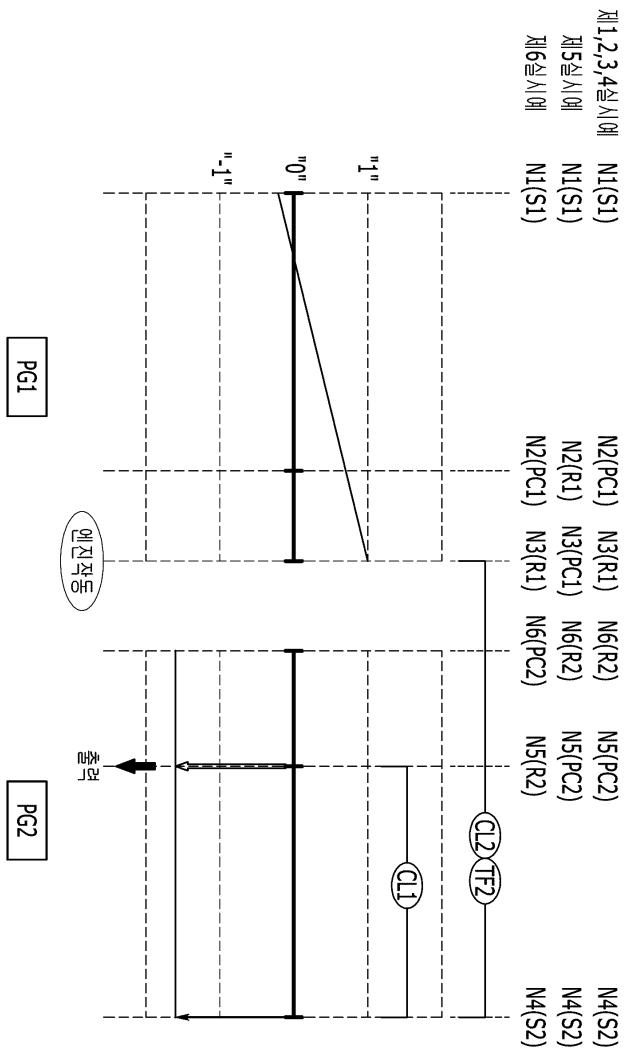 제1,2,3,4실시예 N1(S1) N2(PC1) N3(R1) N6(R2) N5(PC2) N4(S2)
제5실시예 N1(S1) N2(R1) N3(PC1) N6(R2) N5(PC2) N4(S2)
제6실시예 N1(S1) N2(PC1) N3(R1) N6(PC2) N5(R2) N4(S2)
CL2 TF2
CL1
"1"
"0"
"-1"
엔진작동
출력
PG1
PG2